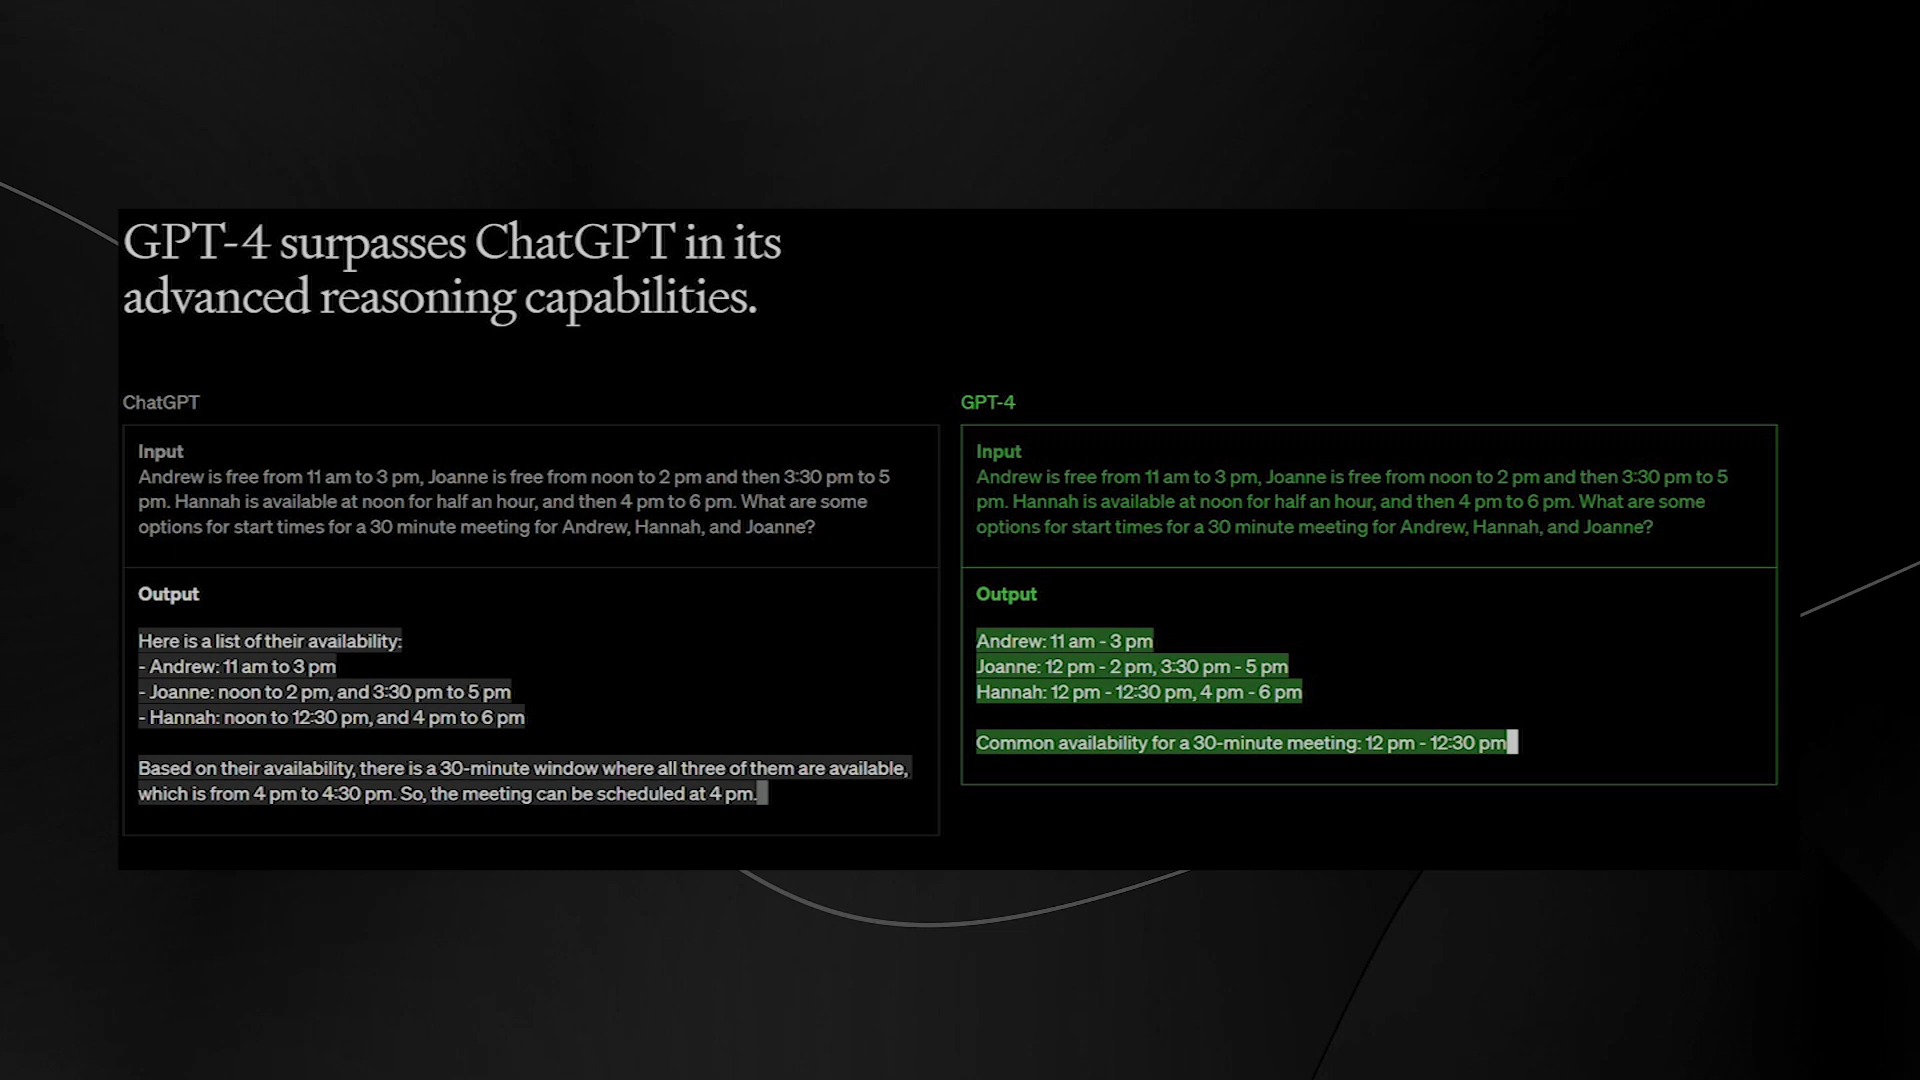 GPT-4 surpasses ChatGPT in its
advanced reasoning capabilities.
ChatGPT
Input
Andrew is free from 11 am to 3 pm, Joanne is free from noon to 2 pm and then 3:30 pm to 5
pm. Hannah is available at noon for half an hour, and then 4 pm to 6 pm. What are some
options for start times for a 30 minute meeting for Andrew, Hannah, and Joanne?
Output
Here is a list of their availability:
- Andrew: 11 am to 3 pm
- Joanne: noon to 2 pm, and 3:30 pm to 5 pm
- Hannah: noon to 12:30 pm, and 4 pm to 6 pm
Based on their availability, there is a 30-minute window where all three of them are available,
which is from 4 pm to 4:30 pm. So, the meeting can be scheduled at 4 pm.
GPT-4
Input
Andrew is free from 11 am to 3 pm, Joanne is free from noon to 2 pm and then 3:30 pm to 5
pm. Hannah is available at noon for half an hour, and then 4 pm to 6 pm. What are some
options for start times for a 30 minute meeting for Andrew, Hannah, and Joanne?
Output
Andrew: 11 am - 3 pm
Joanne: 12 pm - 2 pm, 3:30 pm - 5 pm
Hannah: 12 pm - 12:30 pm, 4 pm - 6 pm
Common availability for a 30-minute meeting: 12 pm - 12:30 pm